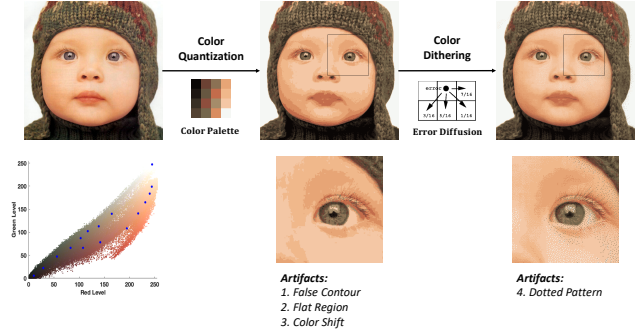 Color
Quantization
Color Palette
Color
Dithering
error
7/16
3/16 5/16 1/16
Error Diffusion
250
200
150
100
50
0
Green Level
0 50 100 150 200 250
Red Level
Artifacts:
1. False Contour
2. Flat Region
3. Color Shift
Artifacts:
4. Dotted Pattern